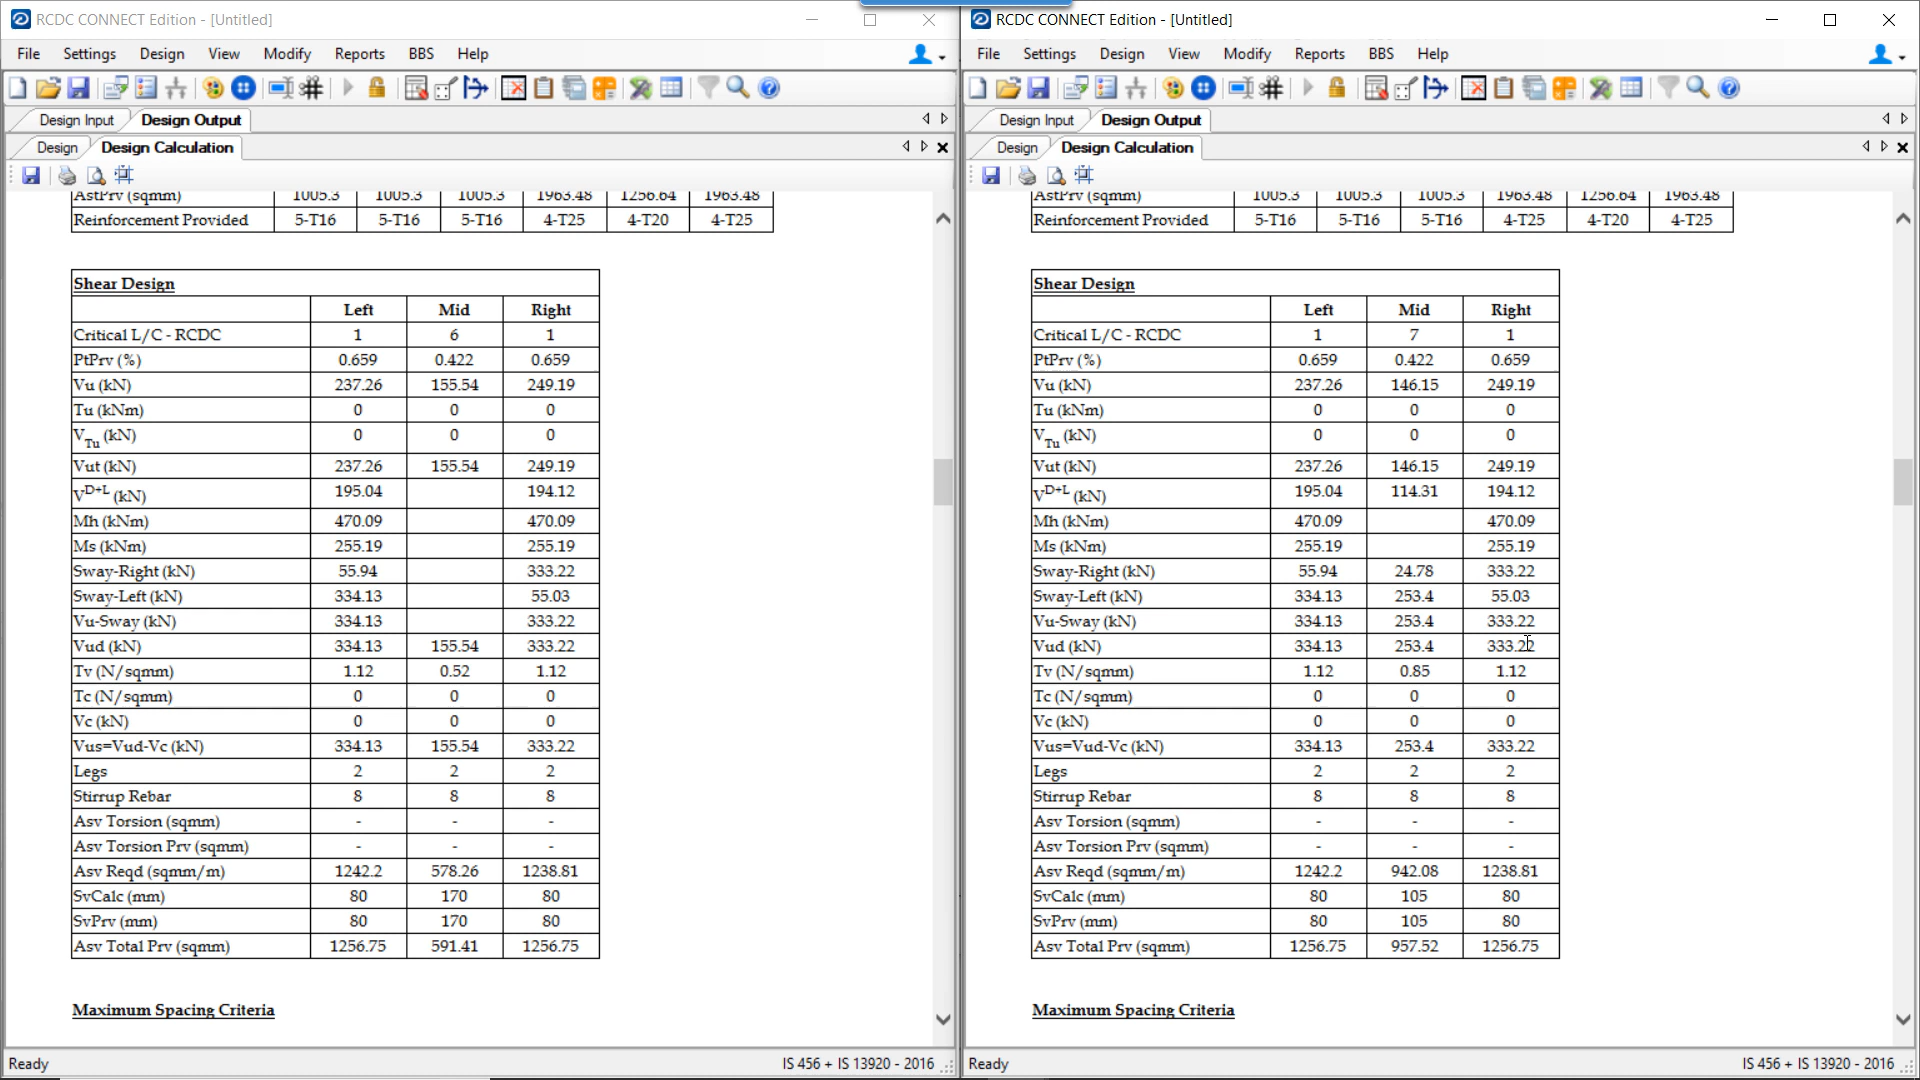 RCDC CONNECT Edition - [Untitled]
File Settings Design View Modify Reports BBS Help
Design Input Design Output
Design Design Calculation
AstPrv (sqmm) 1005.3 1005.3 1005.3 1963.48 1256.64 1963.48
Reinforcement Provided 5-T16 5-T16 5-T16 4-T25 4-T20 4-T25
Shear Design
Left Mid Right
Critical L/C - RCDC 1 6 1
PtPrv (%) 0.659 0.422 0.659
Vu (kN) 237.26 155.54 249.19
Tu (kNm) 0 0 0
VTu (kN) 0 0 0
Vut (kN) 237.26 155.54 249.19
VD+L (kN) 195.04 194.12
Mh (kNm) 470.09 470.09
Ms (kNm) 255.19 255.19
Sway-Right (kN) 55.94 333.22
Sway-Left (kN) 334.13 55.03
Vu-Sway (kN) 334.13 333.22
Vud (kN) 334.13 155.54 333.22
Tv (N/sqmm) 1.12 0.52 1.12
Tc (N/sqmm) 0 0 0
Vc (kN) 0 0 0
Vus=Vud-Vc (kN) 334.13 155.54 333.22
Legs 2 2 2
Stirrup Rebar 8 8 8
Asv Torsion (sqmm) - - -
Asv Torsion Prv (sqmm) - - -
Asv Reqd (sqmm/m) 1242.2 578.26 1238.81
SvCalc (mm) 80 170 80
SvPrv (mm) 80 170 80
Asv Total Prv (sqmm) 1256.75 591.41 1256.75
Maximum Spacing Criteria
Ready IS 456 + IS 13920 - 2016
RCDC CONNECT Edition - [Untitled]
File Settings Design View Modify Reports BBS Help
Design Input Design Output
Design Design Calculation
AstPrv (sqmm) 1005.3 1005.3 1005.3 1963.48 1256.64 1963.48
Reinforcement Provided 5-T16 5-T16 5-T16 4-T25 4-T20 4-T25
Shear Design
Left Mid Right
Critical L/C - RCDC 1 7 1
PtPrv (%) 0.659 0.422 0.659
Vu (kN) 237.26 146.15 249.19
Tu (kNm) 0 0 0
VTu (kN) 0 0 0
Vut (kN) 237.26 146.15 249.19
VD+L (kN) 195.04 114.31 194.12
Mh (kNm) 470.09 470.09
Ms (kNm) 255.19 255.19
Sway-Right (kN) 55.94 24.78 333.22
Sway-Left (kN) 334.13 253.4 55.03
Vu-Sway (kN) 334.13 253.4 333.22
Vud (kN) 334.13 253.4 333.22
Tv (N/sqmm) 1.12 0.85 1.12
Tc (N/sqmm) 0 0 0
Vc (kN) 0 0 0
Vus=Vud-Vc (kN) 334.13 253.4 333.22
Legs 2 2 2
Stirrup Rebar 8 8 8
Asv Torsion (sqmm) - - -
Asv Torsion Prv (sqmm) - - -
Asv Reqd (sqmm/m) 1242.2 942.08 1238.81
SvCalc (mm) 80 105 80
SvPrv (mm) 80 105 80
Asv Total Prv (sqmm) 1256.75 957.52 1256.75
Maximum Spacing Criteria
Ready IS 456 + IS 13920 - 2016